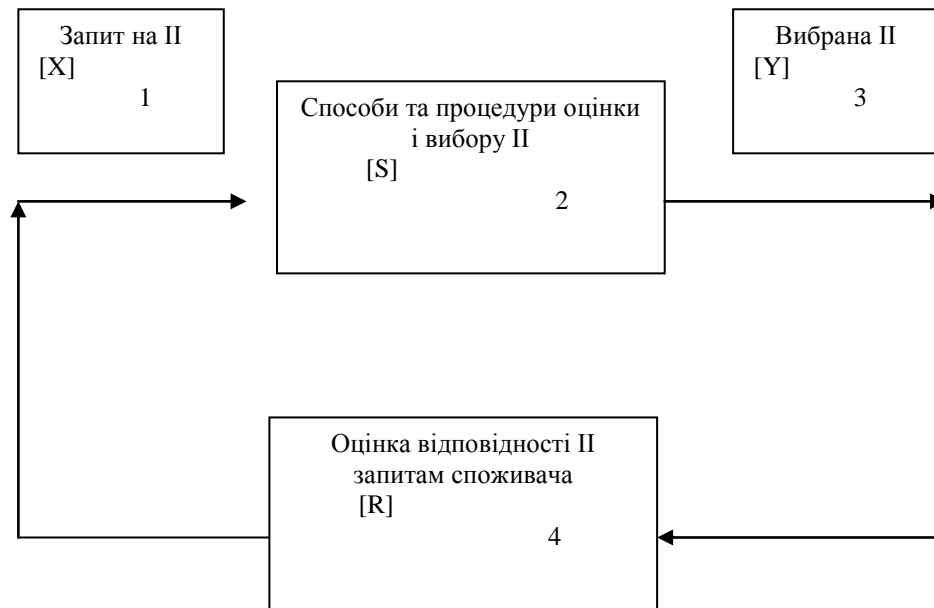 Запит на ІІ
[X]
1
Способи та процедури оцінки
і вибору ІІ
[S]
2
Вибрана ІІ
[Y]
3
Оцінка відповідності ІІ
запитам споживача
[R]
4